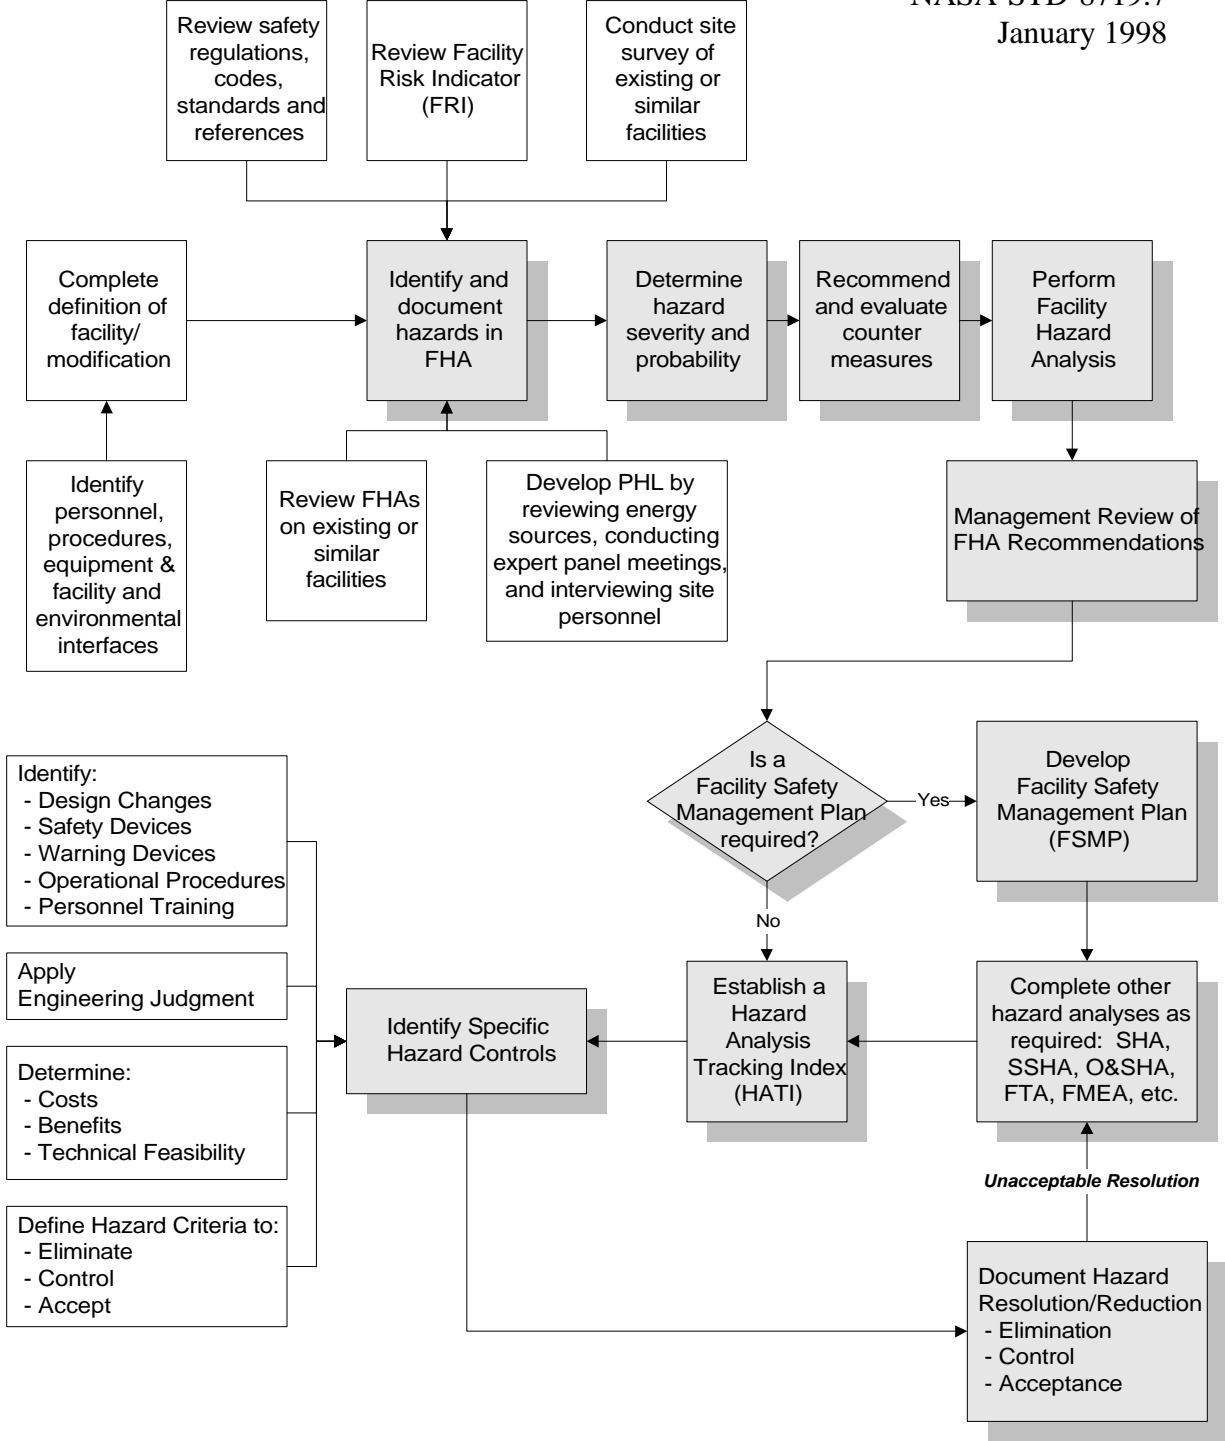 NASA-STD-8719.7
January 1998
Review safety
regulations,
codes,
standards and
references
Review Facility
Risk Indicator
(FRI)
Conduct site
survey of
existing or
similar
facilities
Complete
definition of
facility/
modification
Identify and
document
hazards in
FHA
Determine
hazard
severity and
probability
Recommend
and evaluate
counter
measures
Perform
Facility
Hazard
Analysis
Identify
personnel,
procedures,
equipment &
facility and
environmental
interfaces
Review FHAs
on existing or
similar
facilities
Develop PHL by
reviewing energy
sources, conducting
expert panel meetings,
and interviewing site
personnel
Management Review of
FHA Recommendations
Is a
Facility Safety
Management Plan
required?
Yes
Develop
Facility Safety
Management Plan
(FSMP)
No
Identify:
- Design Changes
- Safety Devices
- Warning Devices
- Operational Procedures
- Personnel Training
Apply
Engineering Judgment
Determine:
- Costs
- Benefits
- Technical Feasibility
Define Hazard Criteria to:
- Eliminate
- Control
- Accept
Identify Specific
Hazard Controls
Establish a
Hazard
Analysis
Tracking Index
(HATI)
Complete other
hazard analyses as
required: SHA,
SSHA, O&SHA,
FTA, FMEA, etc.
Unacceptable Resolution
Document Hazard
Resolution/Reduction
- Elimination
- Control
- Acceptance